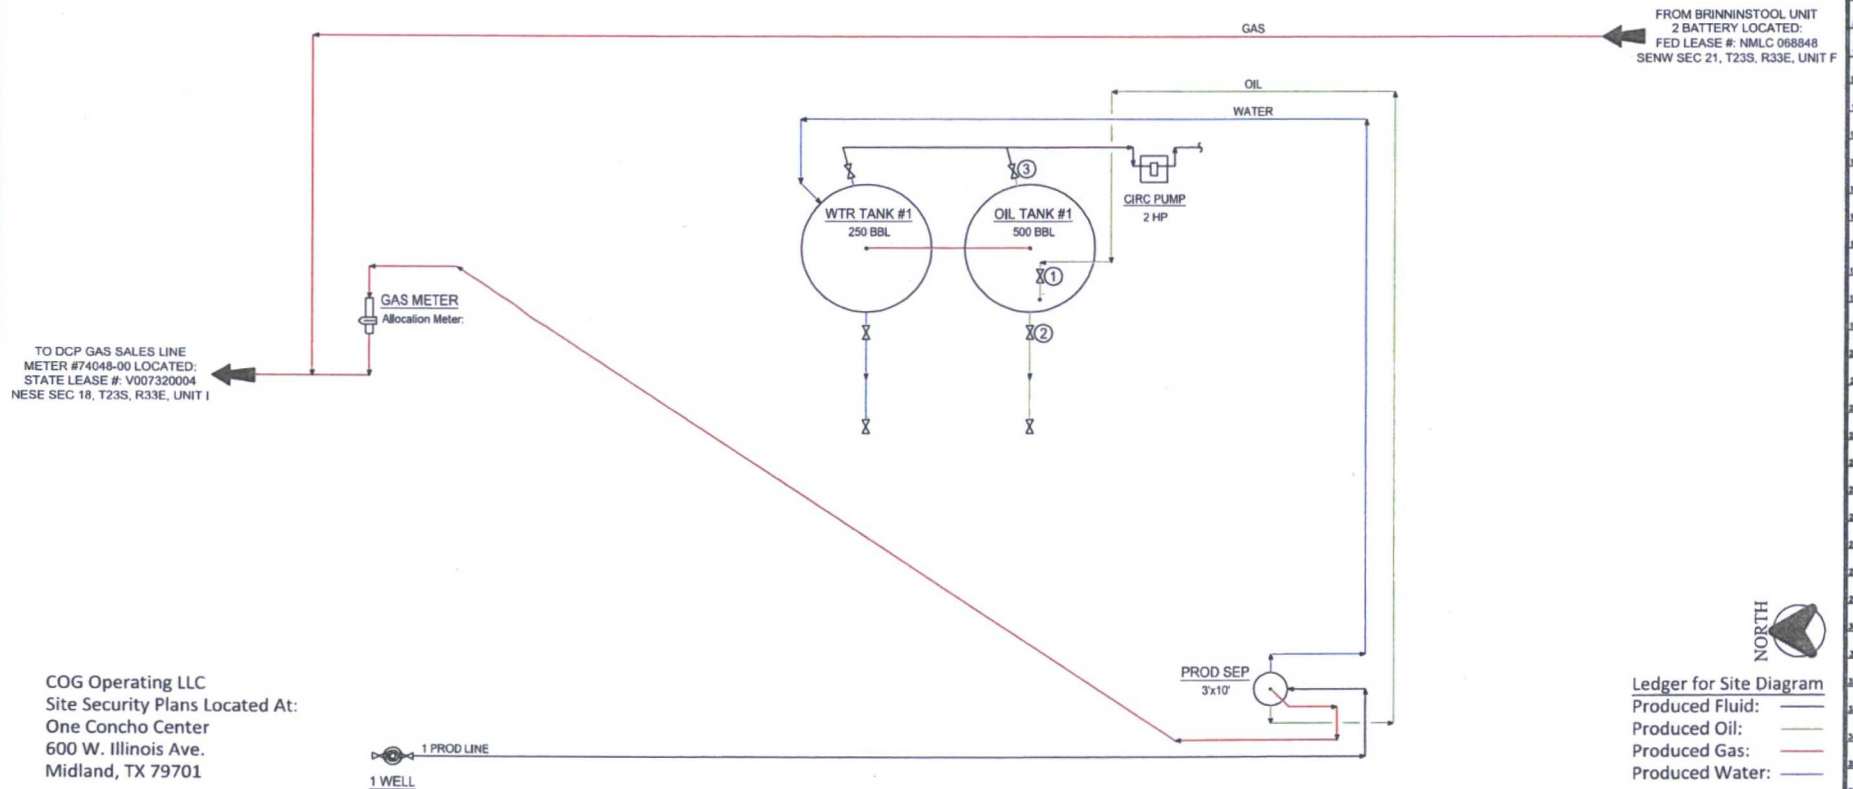 FROM BRINNINSTOOL UNIT
2 BATTERY LOCATED:
FED LEASE #: NMLC 068848
SENW SEC 21, T23S, R33E, UNIT F
GAS
OIL
WATER
3
CIRC PUMP
2 HP
WTR TANK #1
250 BBL
OIL TANK #1
500 BBL
1
2
GAS METER
Allocation Meter:
TO DCP GAS SALES LINE
METER #74048-00 LOCATED:
STATE LEASE #: V007320004
NESE SEC 18, T23S, R33E, UNIT I
NORTH
PROD SEP
3'x10'
COG Operating LLC
Site Security Plans Located At:
One Concho Center
600 W. Illinois Ave.
Midland, TX 79701
1 PROD LINE
1 WELL
Ledger for Site Diagram
Produced Fluid:
Produced Oil:
Produced Gas:
Produced Water: